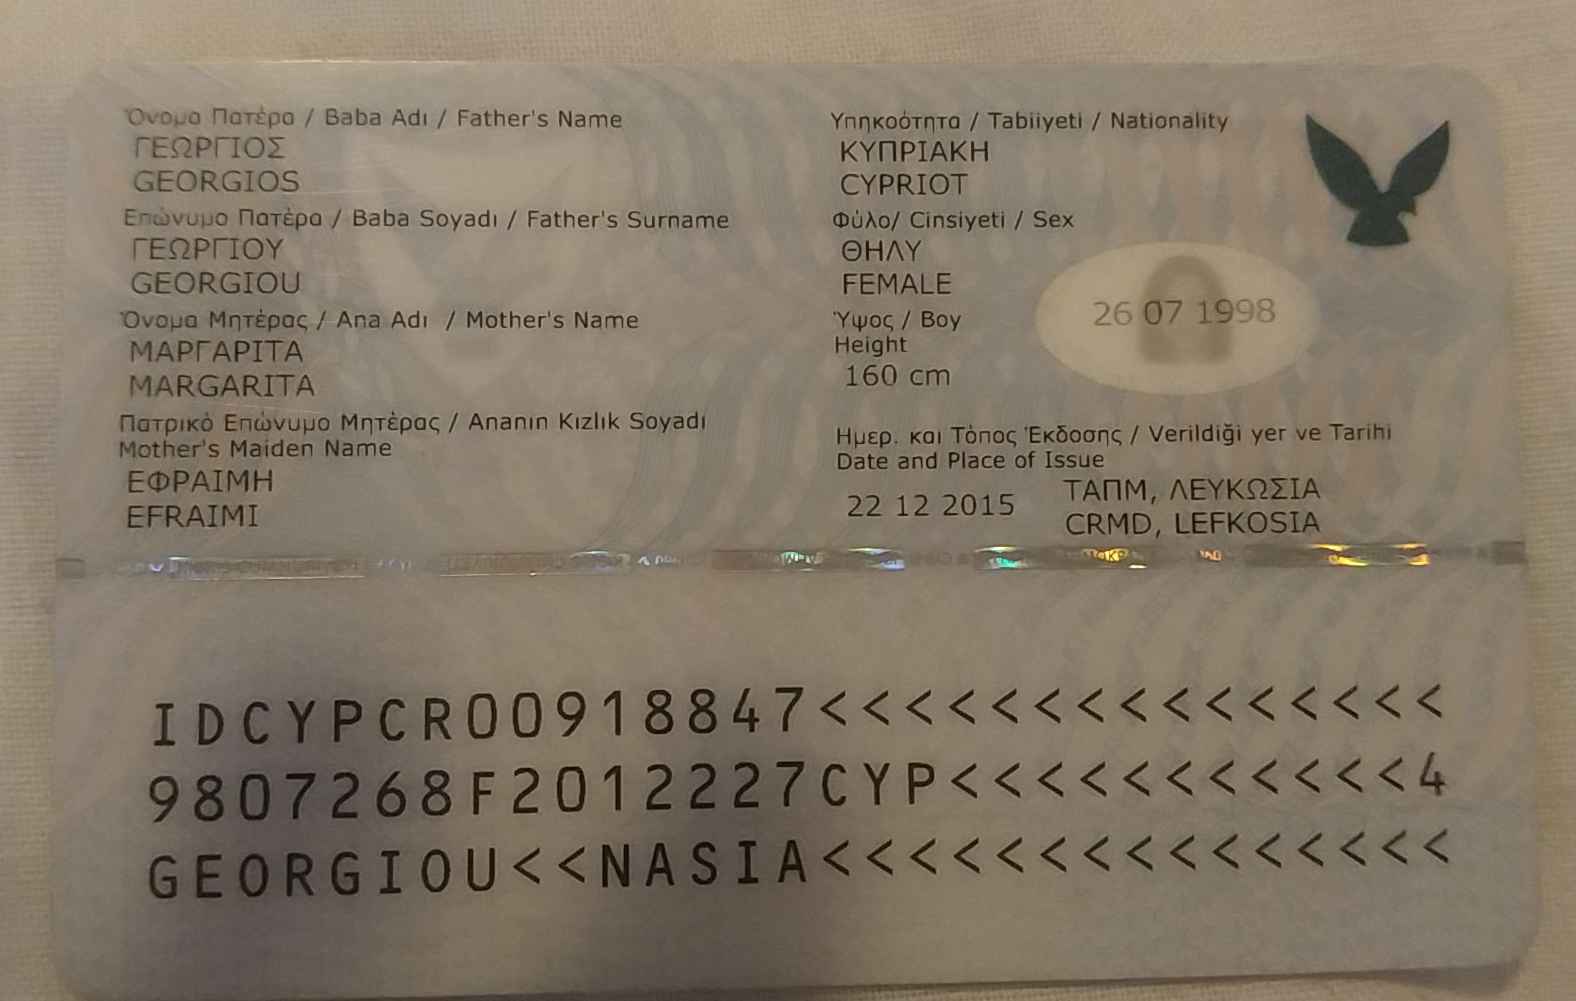 Όνομα Πατέρα / Baba Adı / Father's Name
ΓΕΩΡΓΙΟΣ
GEORGIOS
Επώνυμο Πατέρα / Baba Soyadı / Father's Surname
ΓΕΩΡΓΙΟΥ
GEORGIOU
Όνομα Μητέρας / Ana Adı / Mother's Name
ΜΑΡΓΑΡΙΤΑ
MARGARITA
Πατρικό Επώνυμο Μητέρας / Ananın Kızlık Soyadı
Mother's Maiden Name
ΕΦΡΑΙΜΗ
EFRAIMI
Υπηκοότητα / Tabiiyeti / Nationality
ΚΥΠΡΙΑΚΗ
CYPRIOT
Φύλο/ Cinsiyeti / Sex
ΘΗΛΥ
FEMALE
Ύψος / Boy
Height
160 cm
26 07 1998
Ημερ. και Τόπος Έκδοσης / Verildiği yer ve Tarihi
Date and Place of Issue
22 12 2015
ΤΑΠΜ, ΛΕΥΚΩΣΙΑ
CRMD, LEFKOSIA
IDCYPCR00918847<<<<<<<<<<<<<<<
9807268F2012227CYP<<<<<<<<<<<4
GEORGIOU<<NASIA<<<<<<<<<<<<<<<